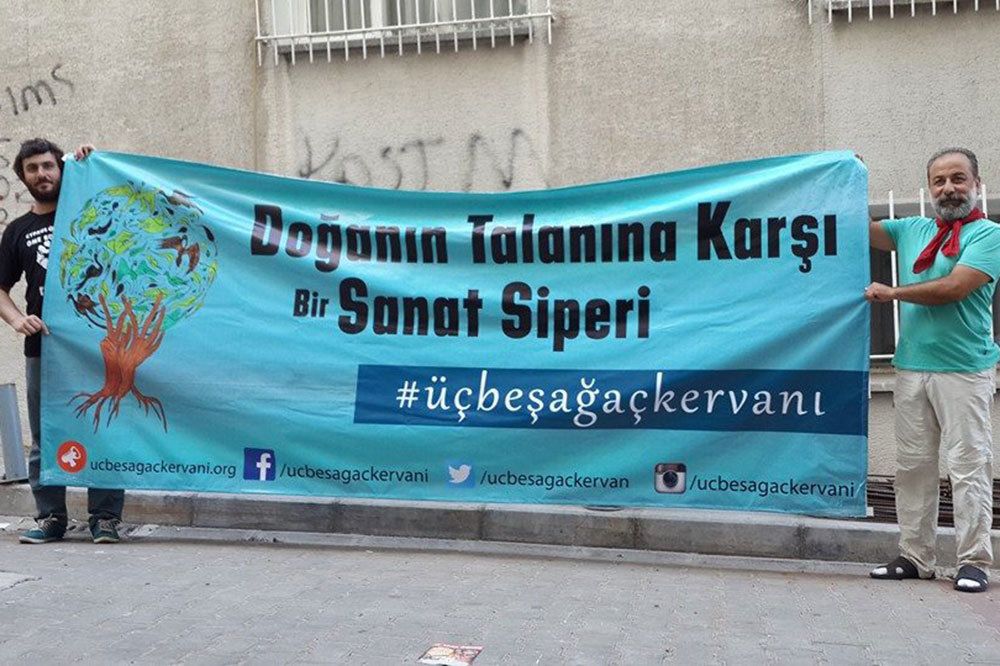 Doğanın Talanına Karşı
Bir Sanat Siperi
#üçbeşağaçkervanı
ucbesagackervani.org /ucbesagackervani /ucbesagackervan /ucbesagackervani